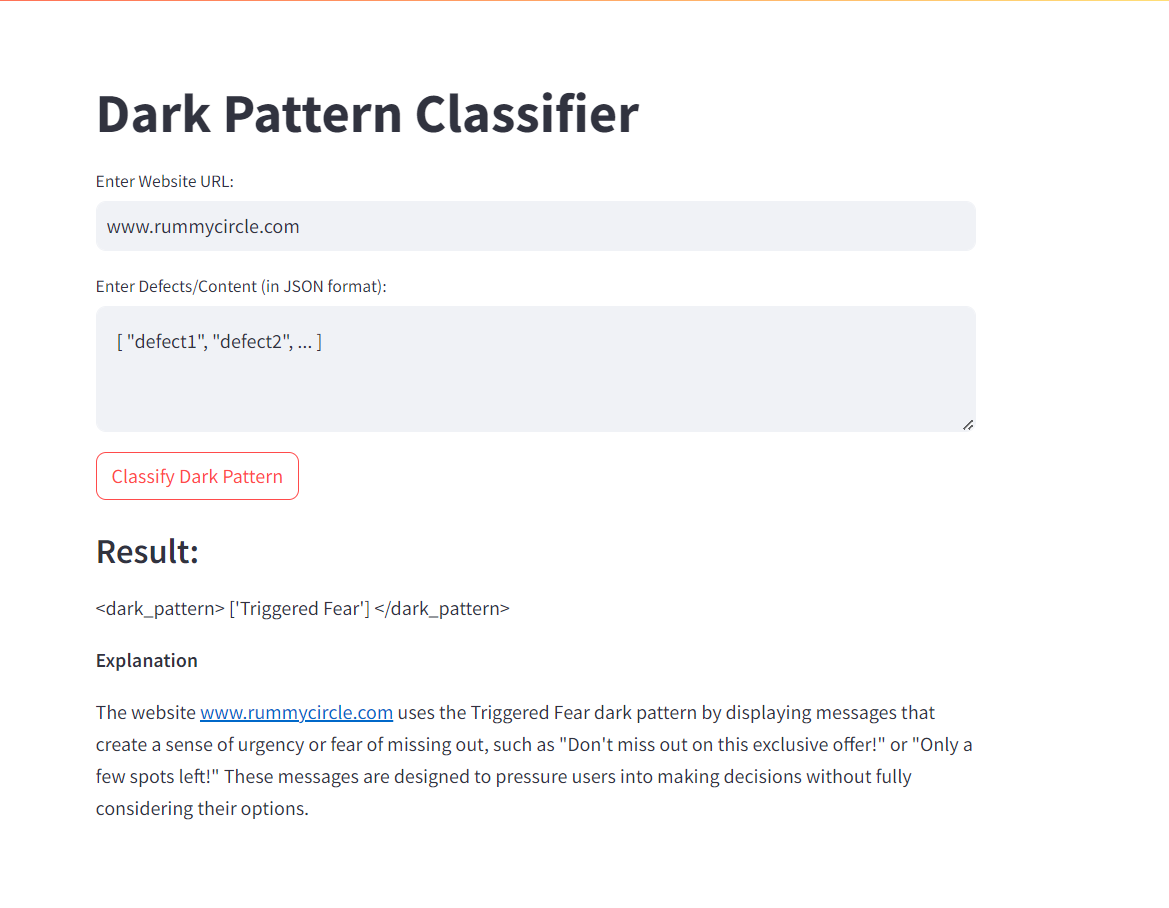 Dark Pattern Classifier
Enter Website URL:
www.rummycircle.com
Enter Defects/Content (in JSON format):
[ "defect1", "defect2", ... ]
Classify Dark Pattern
Result:
<dark_pattern> ['Triggered Fear'] </dark_pattern>
Explanation
The website www.rummycircle.com uses the Triggered Fear dark pattern by displaying messages that
create a sense of urgency or fear of missing out, such as "Don't miss out on this exclusive offer!" or "Only a
few spots left!" These messages are designed to pressure users into making decisions without fully
considering their options.